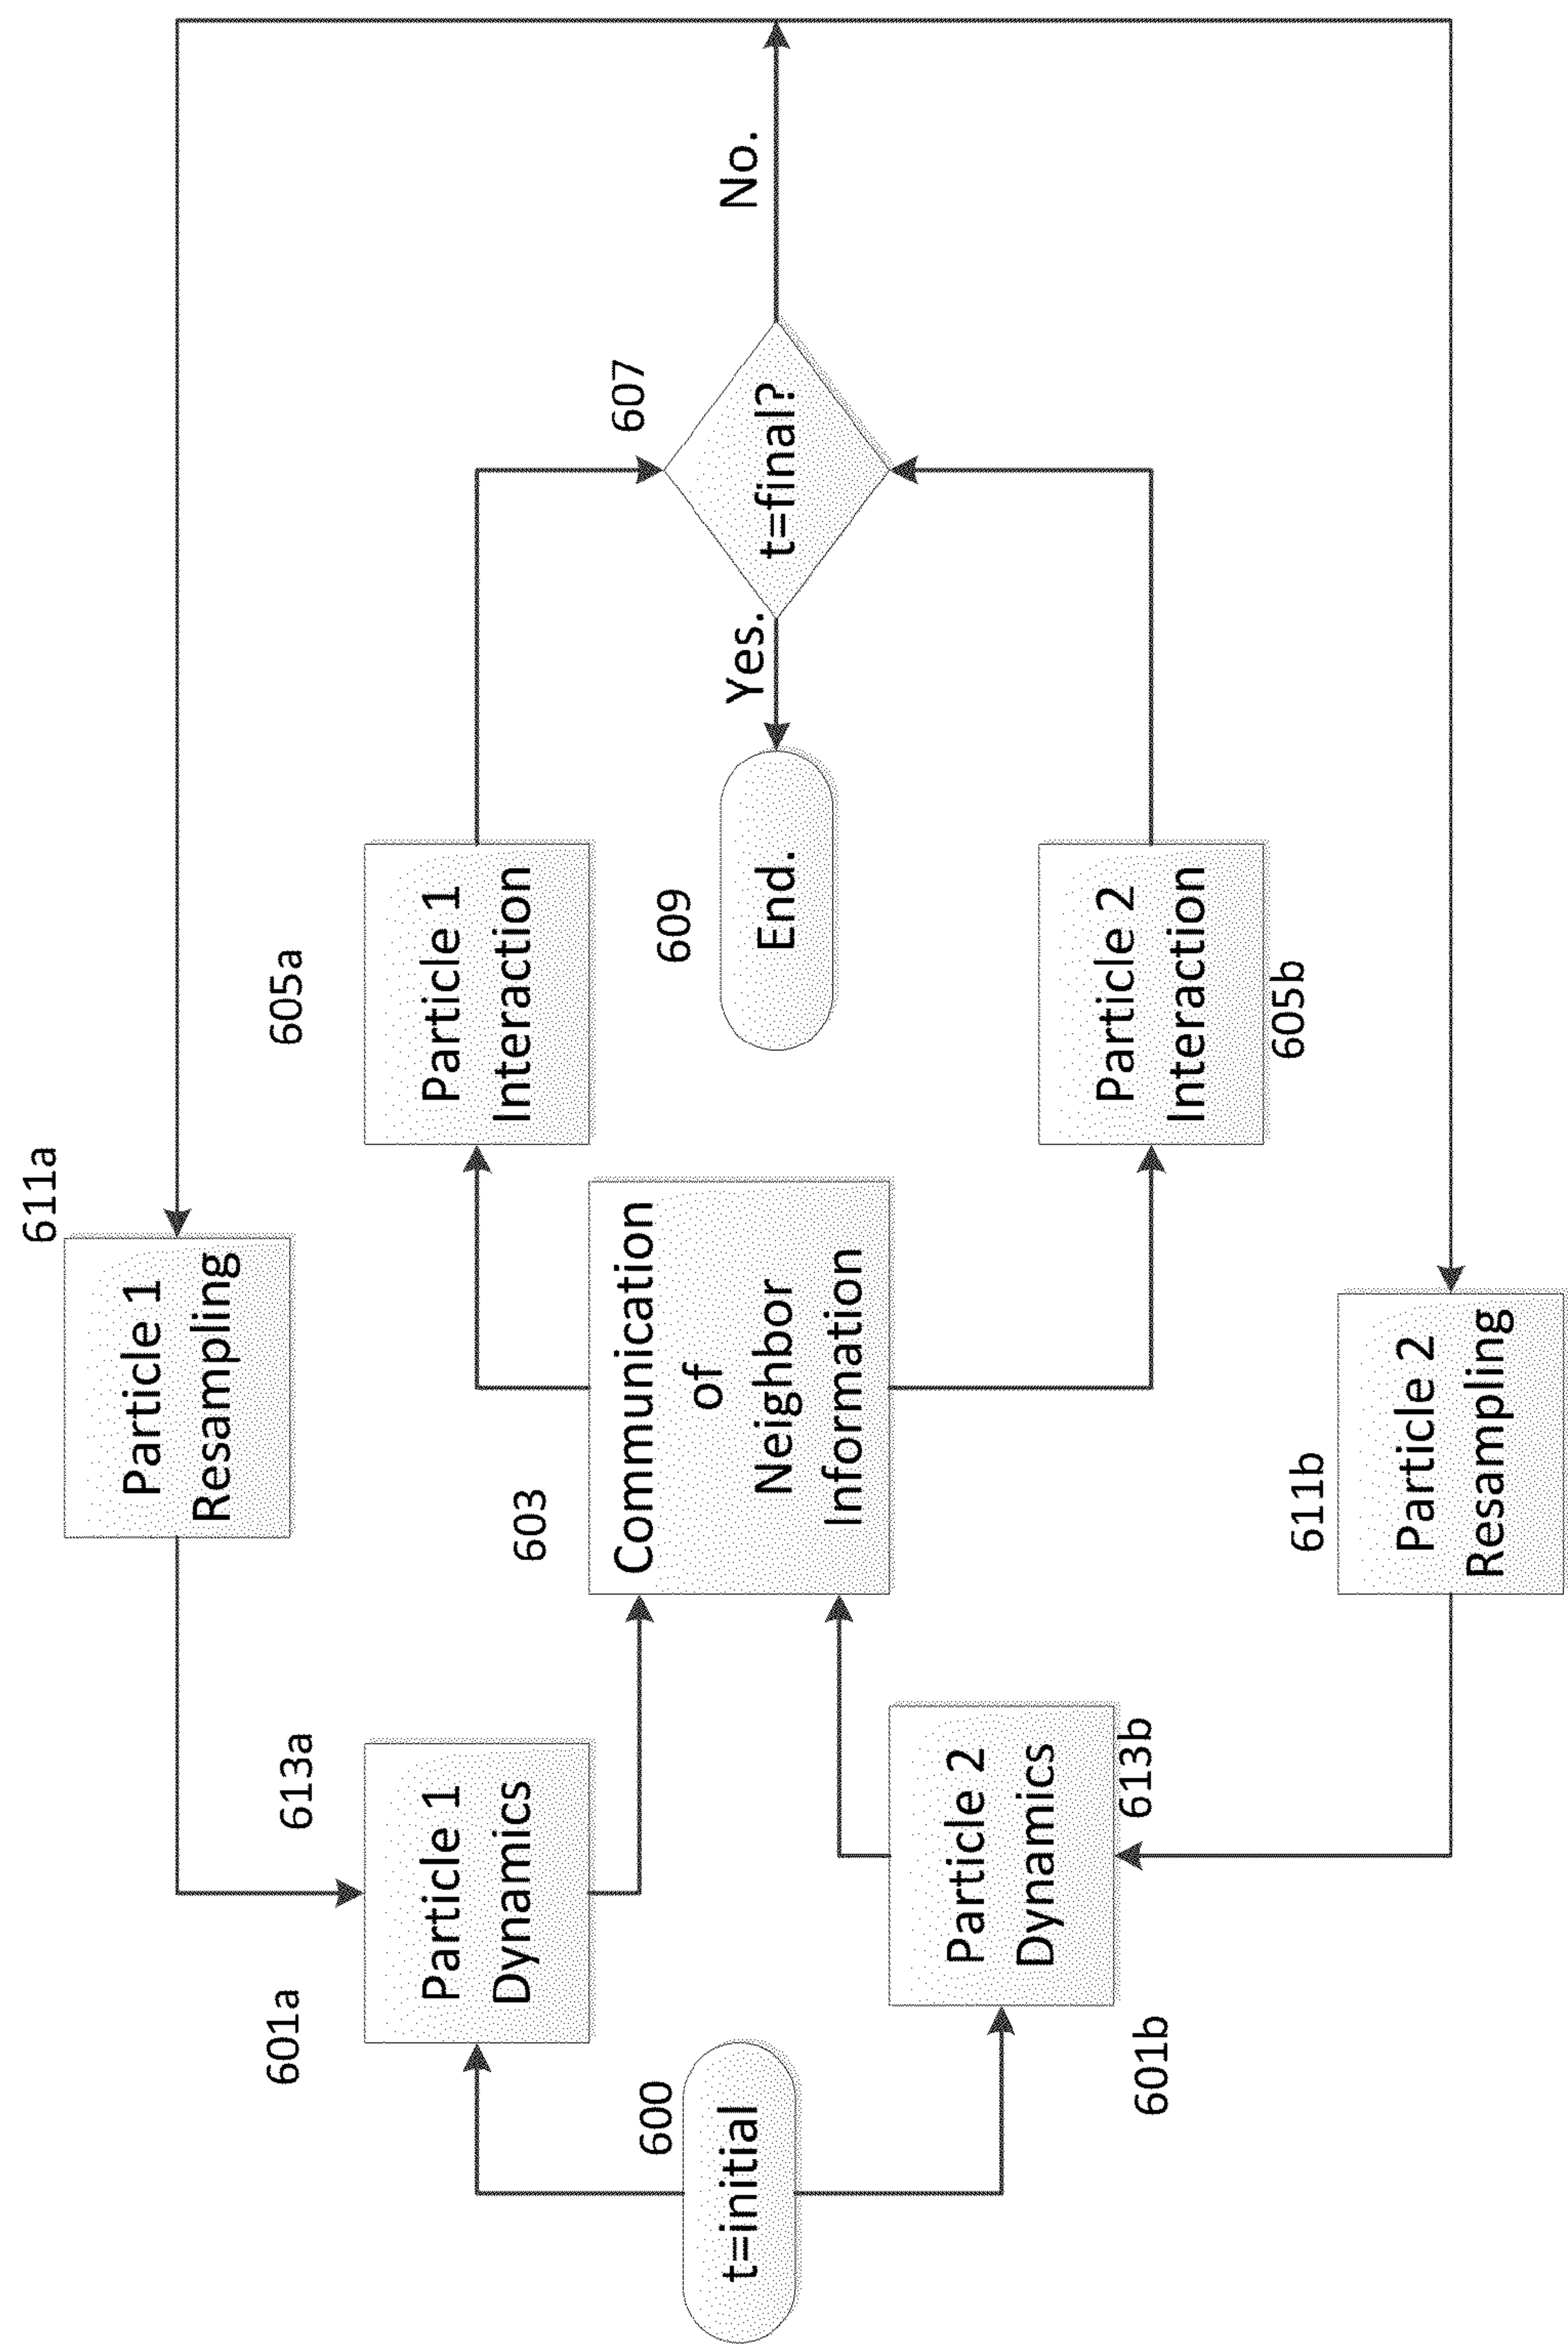 611a
Particle 1
Resampling
601a
613a
605a
Particle 1
Dynamics
Particle 1
Interaction
600
t=initial
603
Communication
of
Neighbor
Information
609
End.
Yes.
607
t=final?
No.
Particle 2
Dynamics
601b
613b
Particle 2
Interaction
605b
611b
Particle 2
Resampling